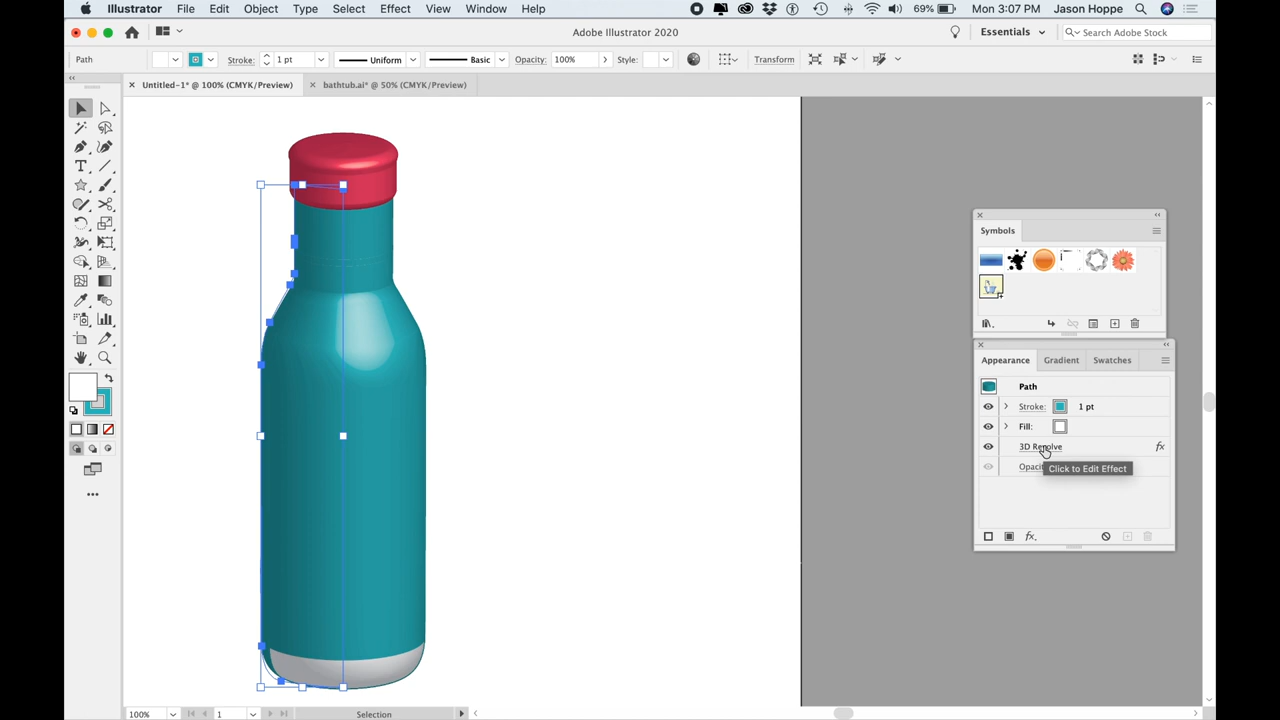 Illustrator File Edit Object Type Select Effect View Window Help 69% Mon 3:07 PM Jason Hoppe
Adobe Illustrator 2020 Essentials Search Adobe Stock
Path Stroke: 1 pt Uniform Basic Opacity: 100% Style: Transform
Untitled-1* @ 100% (CMYK/Preview) bathtub.ai* @ 50% (CMYK/Preview)
Symbols
Appearance Gradient Swatches
Path
Stroke: 1 pt
Fill:
3D Revolve fx
Click to Edit Effect
fx.
100% 1 Selection